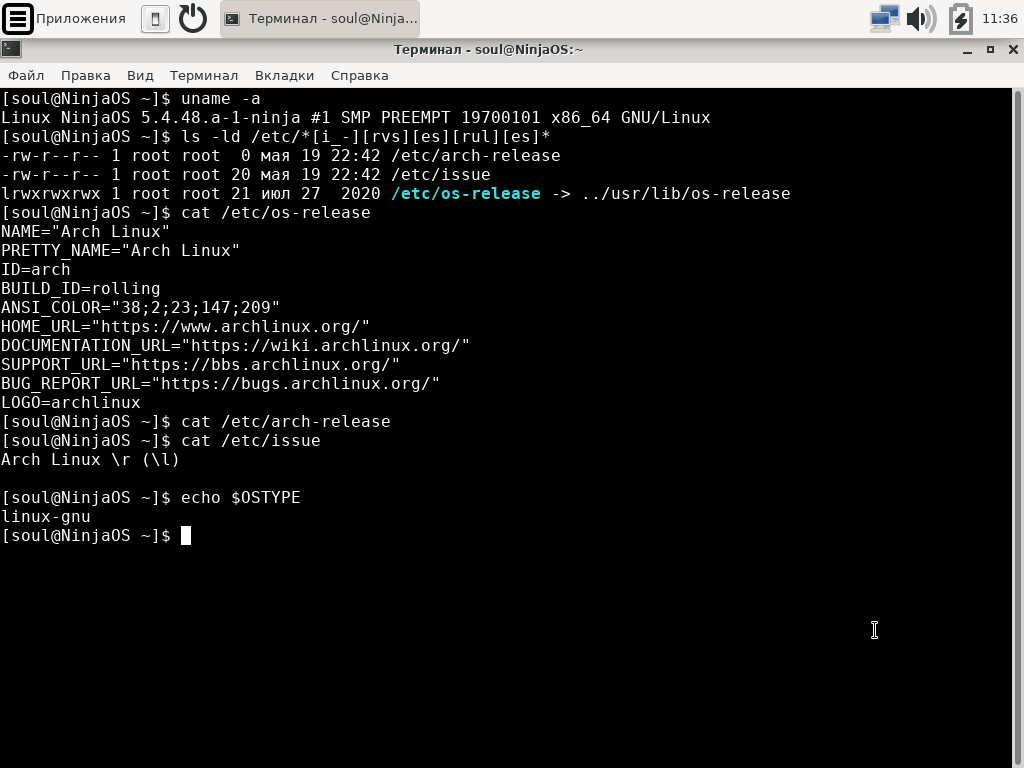 Приложения
Терминал - soul@Ninja...
11:36
Терминал - soul@NinjaOS:~
Файл Правка Вид Терминал Вкладки Справка
[soul@NinjaOS ~]$ uname -a
Linux NinjaOS 5.4.48.a-1-ninja #1 SMP PREEMPT 19700101 x86_64 GNU/Linux
[soul@NinjaOS ~]$ ls -ld /etc/*[i_-][rvs][es][rul][es]*
-rw-r--r-- 1 root root  0 мая 19 22:42 /etc/arch-release
-rw-r--r-- 1 root root 20 мая 19 22:42 /etc/issue
lrwxrwxrwx 1 root root 21 июл 27  2020 /etc/os-release -> ../usr/lib/os-release
[soul@NinjaOS ~]$ cat /etc/os-release
NAME="Arch Linux"
PRETTY_NAME="Arch Linux"
ID=arch
BUILD_ID=rolling
ANSI_COLOR="38;2;23;147;209"
HOME_URL="https://www.archlinux.org/"
DOCUMENTATION_URL="https://wiki.archlinux.org/"
SUPPORT_URL="https://bbs.archlinux.org/"
BUG_REPORT_URL="https://bugs.archlinux.org/"
LOGO=archlinux
[soul@NinjaOS ~]$ cat /etc/arch-release
[soul@NinjaOS ~]$ cat /etc/issue
Arch Linux \r (\l)
[soul@NinjaOS ~]$ echo $OSTYPE
linux-gnu
[soul@NinjaOS ~]$